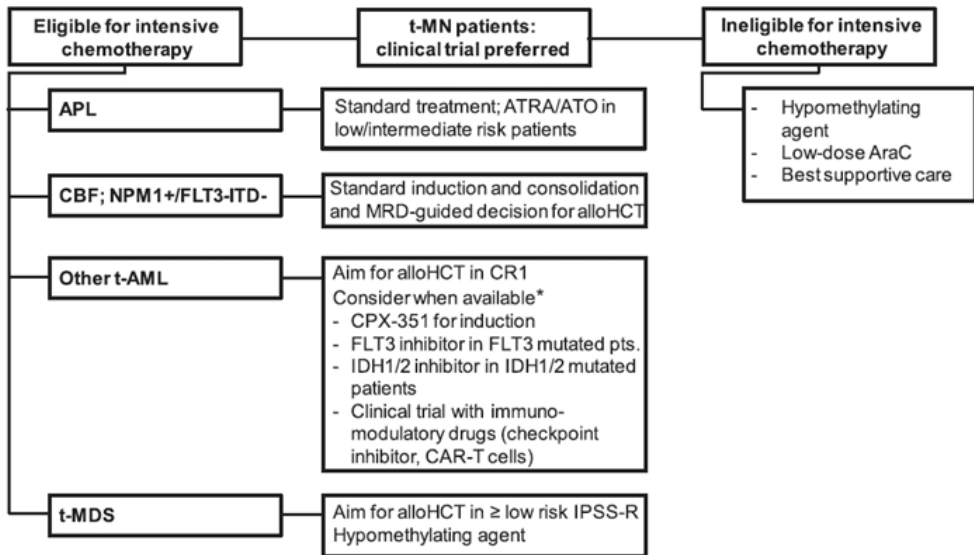 Eligible for intensive
chemotherapy
t-MN patients:
clinical trial preferred
Ineligible for intensive
chemotherapy
APL
Standard treatment; ATRA/ATO in
low/intermediate risk patients
- Hypomethylating
agent
- Low-dose AraC
- Best supportive care
CBF; NPM1+/FLT3-ITD-
Standard induction and consolidation
and MRD-guided decision for alloHCT
Other t-AML
Aim for alloHCT in CR1
Consider when available*
- CPX-351 for induction
- FLT3 inhibitor in FLT3 mutated pts.
- IDH1/2 inhibitor in IDH1/2 mutated
patients
- Clinical trial with immuno-
modulatory drugs (checkpoint
inhibitor, CAR-T cells)
t-MDS
Aim for alloHCT in ≥ low risk IPSS-R
Hypomethylating agent